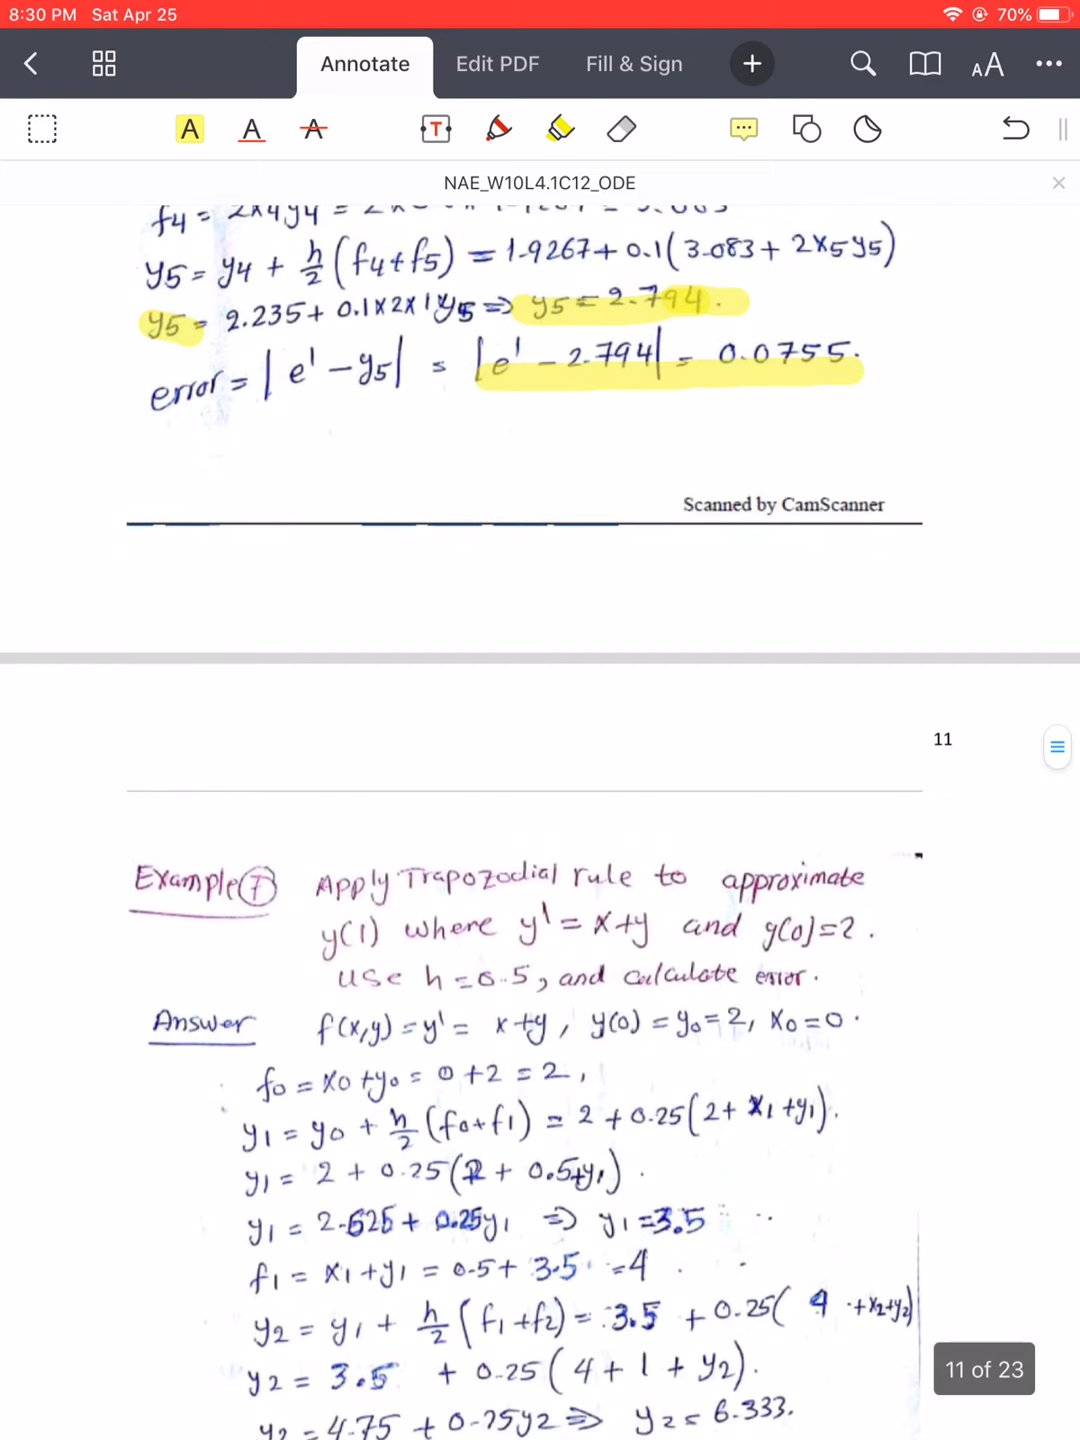 8:30 PM Sat Apr 25 70%
Annotate Edit PDF Fill & Sign
A A A T AA
NAE_W10L4.1C12_ODE
f4 = 2x4y4 =
y5 = y4 + h/2 (f4+f5) = 1.9267 + 0.1(3.083 + 2x5y5)
y5 = 2.235 + 0.1x2x1y5 => y5 = 2.794.
error = |e' - y5| = |e' - 2.794| = 0.0755.
Scanned by CamScanner
11
Example 7 Apply Trapozodial rule to approximate
y(1) where y' = x+y and y(0)=2.
use h=0.5, and calculate error.
Answer f(x,y) = y' = x+y, y(0) = y0 = 2, x0 = 0.
f0 = x0+y0 = 0+2 = 2,
y1 = y0 + h/2 (f0+f1) = 2 + 0.25(2 + x1+y1).
y1 = 2 + 0.25(2 + 0.5+y1).
y1 = 2.625 + 0.25y1 => y1 = 3.5
f1 = x1+y1 = 0.5 + 3.5 = 4
y2 = y1 + h/2 (f1+f2) = 3.5 + 0.25(4 + x2+y2)
y2 = 3.5 + 0.25(4 + 1 + y2).
y2 = 4.75 + 0.25y2 => y2 = 6.333.
11 of 23